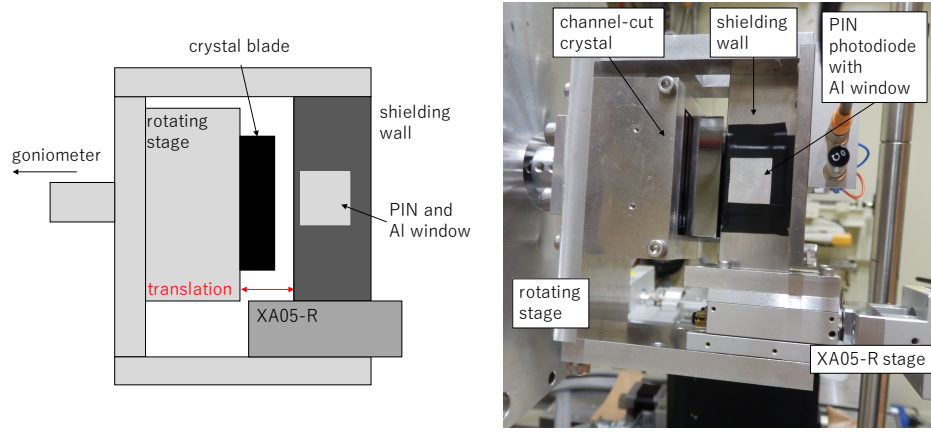 crystal blade
rotating
stage
shielding
wall
goniometer
PIN and
Al window
translation
XA05-R
channel-cut
crystal
shielding
wall
PIN
photodiode
with
Al window
rotating
stage
XA05-R stage